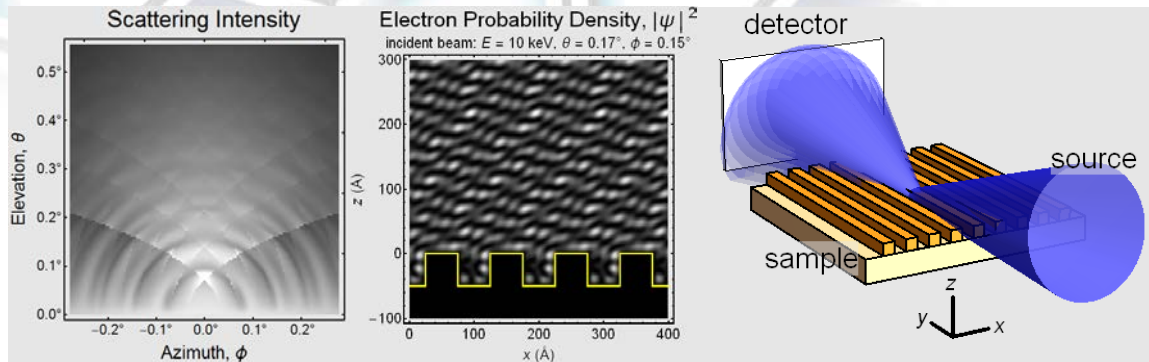 Scattering Intensity
0.5°
0.4°
0.3°
0.2°
0.1°
0.0°
Elevation, θ
−0.2° −0.1° 0.0° 0.1° 0.2°
Azimuth, ϕ
Electron Probability Density, |ψ|²
incident beam: E = 10 keV, θ = 0.17°, ϕ = 0.15°
300
200
100
0
−100
z (Å)
0 100 200 300 400
x (Å)
detector
source
sample
z
y
x